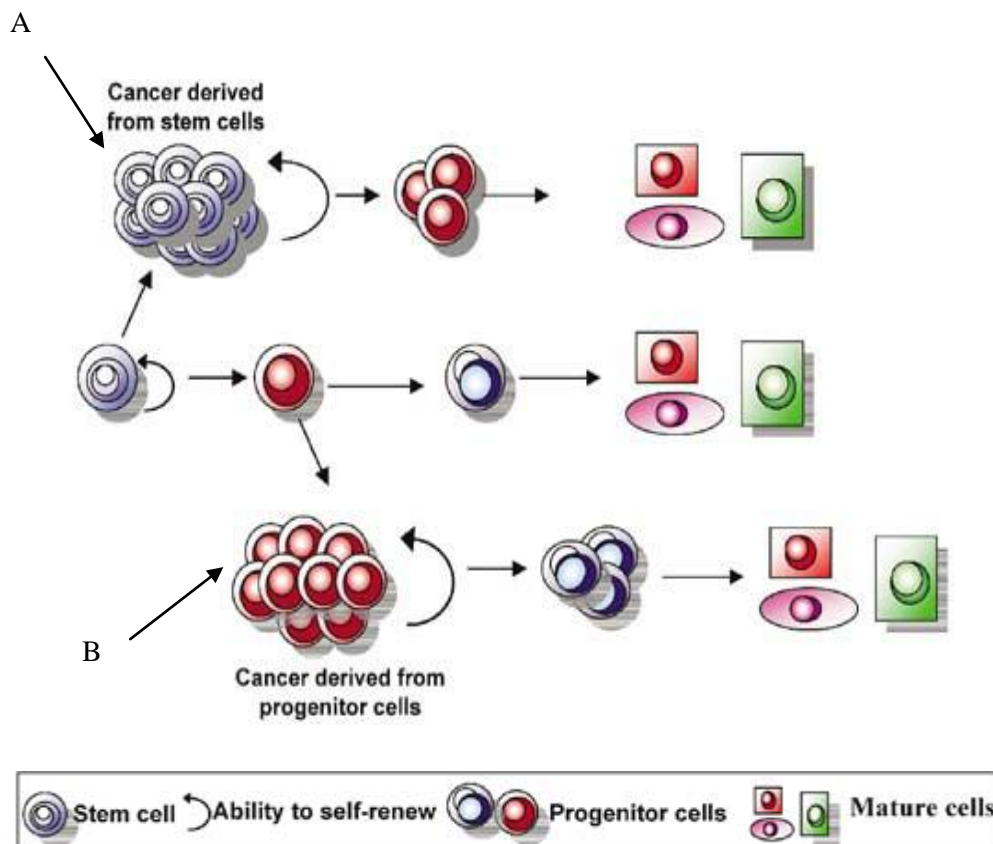 A
Cancer derived
from stem cells
B
Cancer derived from
progenitor cells
Stem cell Ability to self-renew Progenitor cells Mature cells